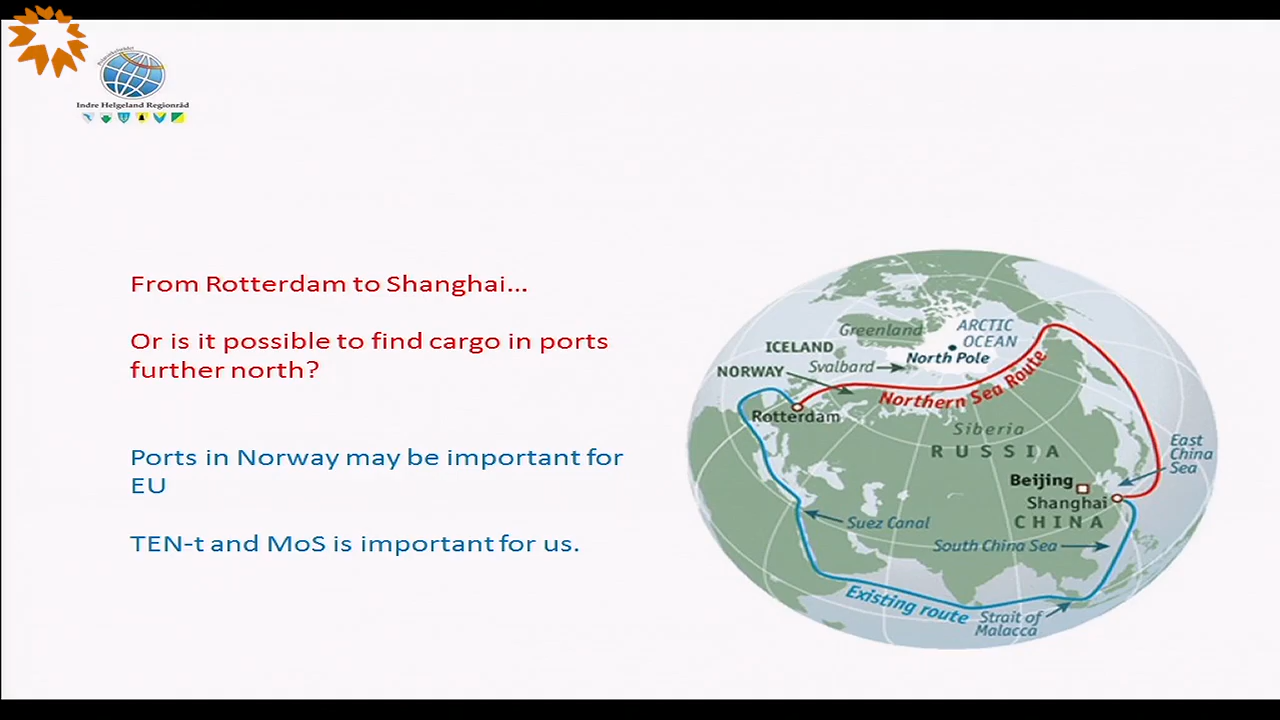 Indre Helgeland Regionråd
From Rotterdam to Shanghai...
Or is it possible to find cargo in ports
further north?
Ports in Norway may be important for
EU
TEN-t and MoS is important for us.
Greenland
ARCTIC
OCEAN
ICELAND
North Pole
Svalbard
NORWAY
Northern Sea Route
Rotterdam
Siberia
RUSSIA
East
China
Sea
Beijing
Shanghai
CHINA
Suez Canal
South China Sea
Existing route
Strait of
Malacca